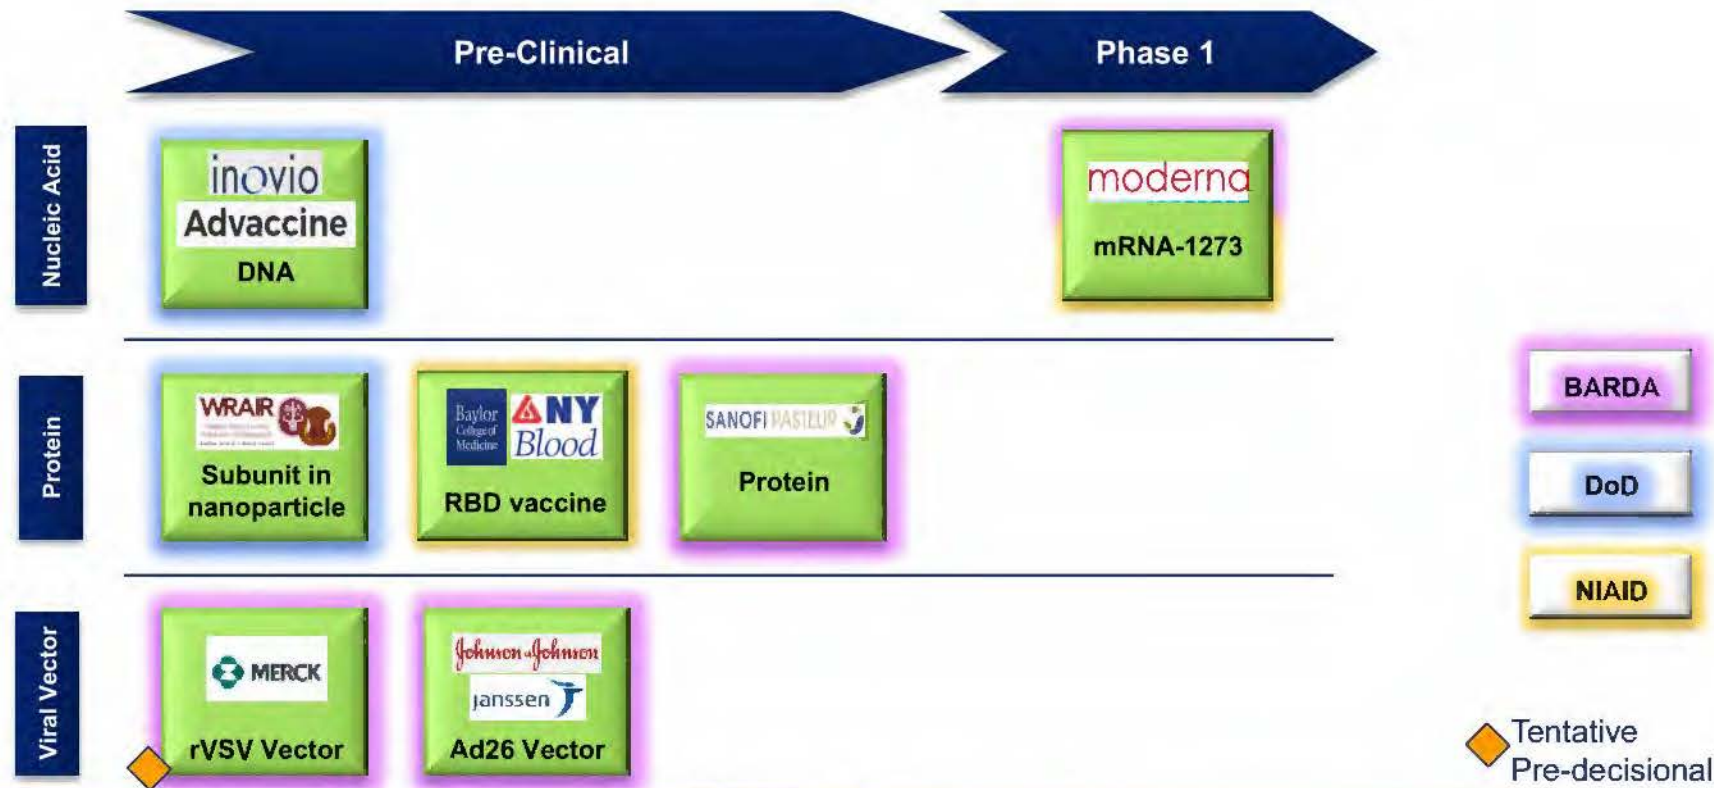 Pre-Clinical
Phase 1
Nucleic Acid
inovio
Advaccine
DNA
moderna
mRNA-1273
Protein
WRAIR
Subunit in
nanoparticle
Baylor
College of
Medicine
NY
Blood
RBD vaccine
SANOFI PASTEUR
Protein
BARDA
DoD
NIAID
Viral Vector
MERCK
rVSV Vector
Johnson & Johnson
janssen
Ad26 Vector
Tentative
Pre-decisional